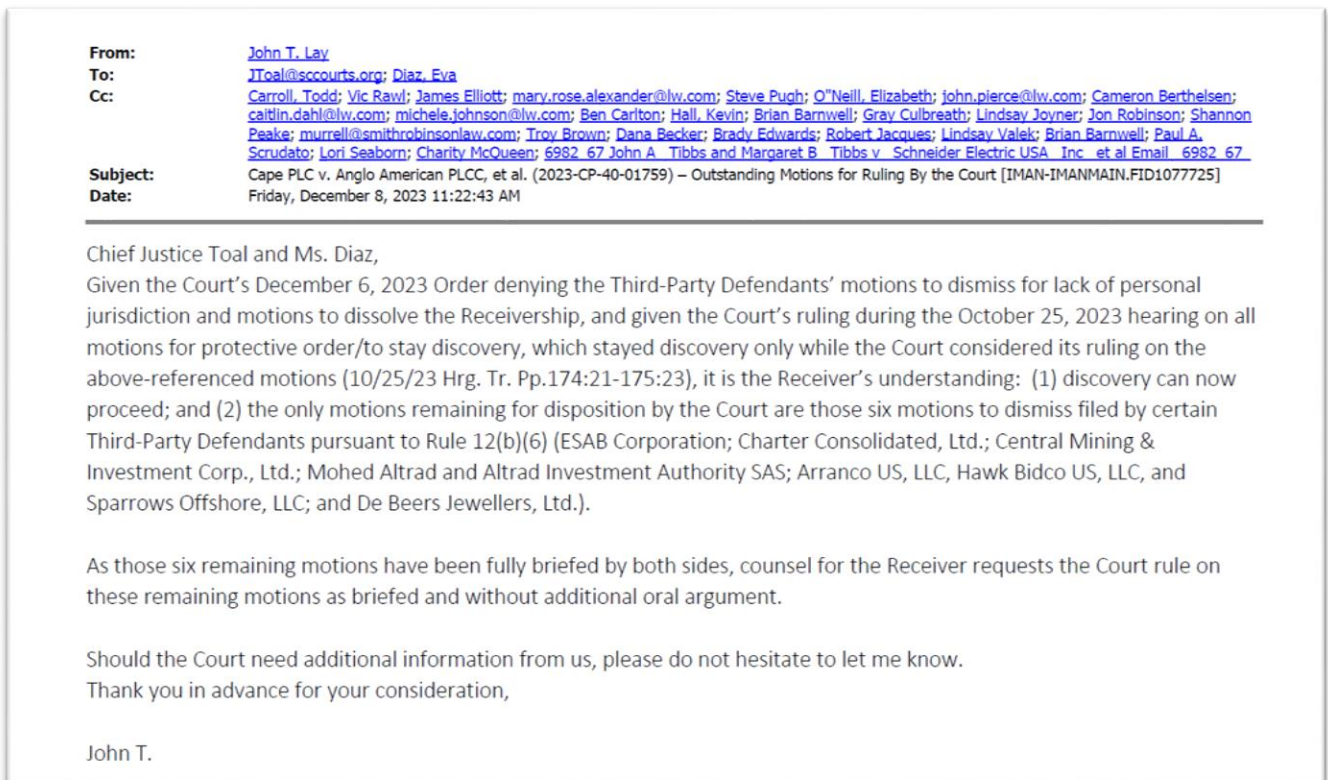 From: John T. Lay
To: JToal@sccourts.org; Diaz, Eva
Cc: Carroll, Todd; Vic Rawl; James Elliott; mary.rose.alexander@lw.com; Steve Pugh; O"Neill, Elizabeth; john.pierce@lw.com; Cameron Berthelsen;
caitlin.dahl@lw.com; michele.johnson@lw.com; Ben Carlton; Hall, Kevin; Brian Barnwell; Gray Culbreath; Lindsay Joyner; Jon Robinson; Shannon
Peake; murrell@smithrobinsonlaw.com; Troy Brown; Dana Becker; Brady Edwards; Robert Jacques; Lindsay Valek; Brian Barnwell; Paul A.
Scrudato; Lori Seaborn; Charity McQueen; 6982_67 John A_ Tibbs and Margaret B_ Tibbs v_ Schneider Electric USA_ Inc_ et al Email_ 6982_67_
Subject: Cape PLC v. Anglo American PLCC, et al. (2023-CP-40-01759) – Outstanding Motions for Ruling By the Court [IMAN-IMANMAIN.FID1077725]
Date: Friday, December 8, 2023 11:22:43 AM
Chief Justice Toal and Ms. Diaz,
Given the Court's December 6, 2023 Order denying the Third-Party Defendants' motions to dismiss for lack of personal
jurisdiction and motions to dissolve the Receivership, and given the Court's ruling during the October 25, 2023 hearing on all
motions for protective order/to stay discovery, which stayed discovery only while the Court considered its ruling on the
above-referenced motions (10/25/23 Hrg. Tr. Pp.174:21-175:23), it is the Receiver's understanding: (1) discovery can now
proceed; and (2) the only motions remaining for disposition by the Court are those six motions to dismiss filed by certain
Third-Party Defendants pursuant to Rule 12(b)(6) (ESAB Corporation; Charter Consolidated, Ltd.; Central Mining &
Investment Corp., Ltd.; Mohed Altrad and Altrad Investment Authority SAS; Arranco US, LLC, Hawk Bidco US, LLC, and
Sparrows Offshore, LLC; and De Beers Jewellers, Ltd.).
As those six remaining motions have been fully briefed by both sides, counsel for the Receiver requests the Court rule on
these remaining motions as briefed and without additional oral argument.
Should the Court need additional information from us, please do not hesitate to let me know.
Thank you in advance for your consideration,
John T.